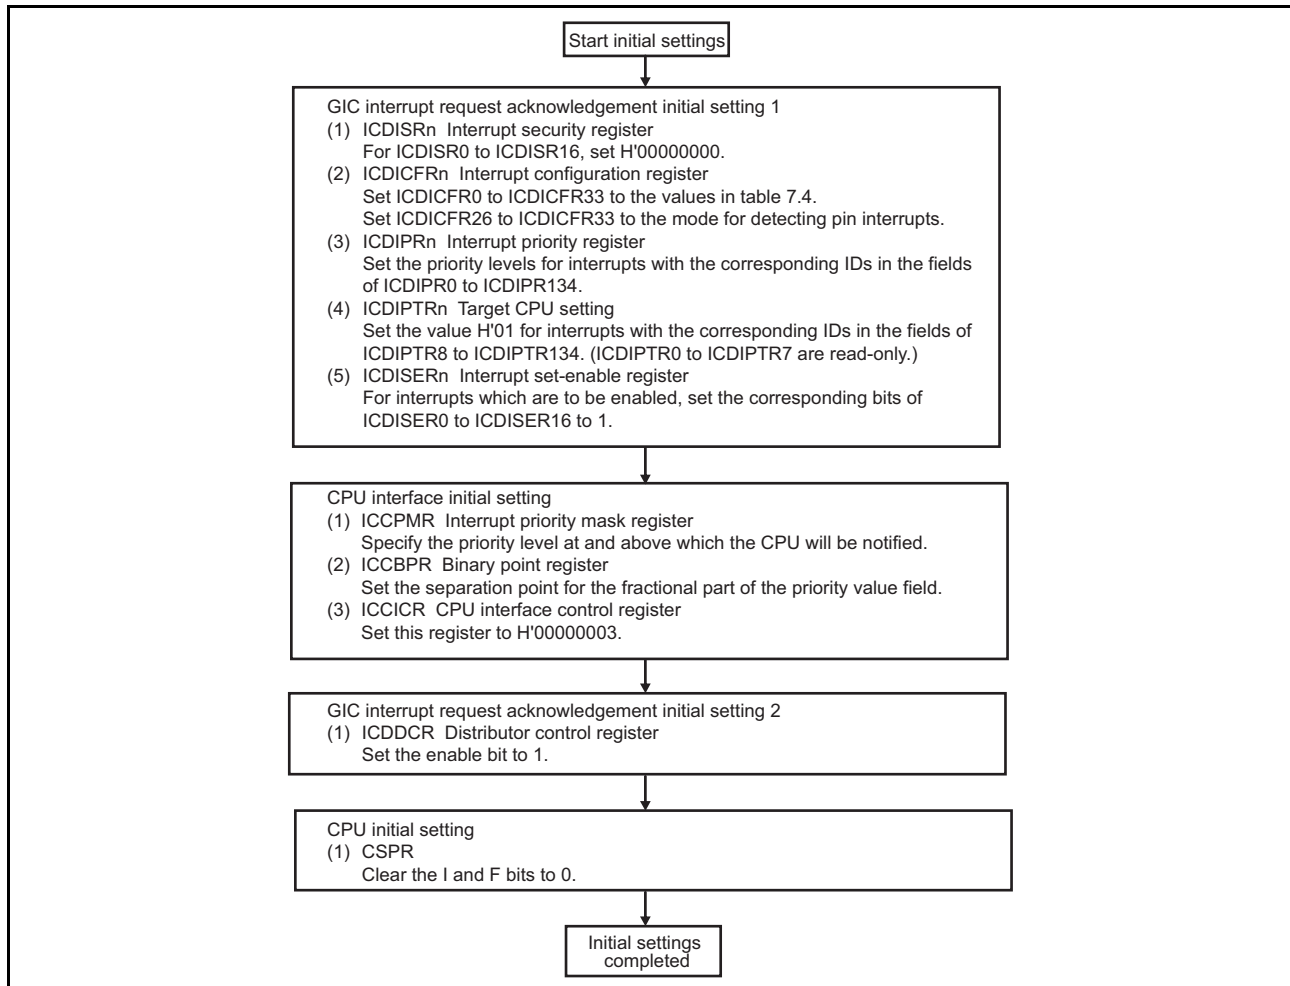 Start initial settings
GIC interrupt request acknowledgement initial setting 1
(1) ICDISRn Interrupt security register
For ICDISR0 to ICDISR16, set H'00000000.
(2) ICDICFRn Interrupt configuration register
Set ICDICFR0 to ICDICFR33 to the values in table 7.4.
Set ICDICFR26 to ICDICFR33 to the mode for detecting pin interrupts.
(3) ICDIPRn Interrupt priority register
Set the priority levels for interrupts with the corresponding IDs in the fields
of ICDIPR0 to ICDIPR134.
(4) ICDIPTRn Target CPU setting
Set the value H'01 for interrupts with the corresponding IDs in the fields of
ICDIPTR8 to ICDIPTR134. (ICDIPTR0 to ICDIPTR7 are read-only.)
(5) ICDISERn Interrupt set-enable register
For interrupts which are to be enabled, set the corresponding bits of
ICDISER0 to ICDISER16 to 1.
CPU interface initial setting
(1) ICCPMR Interrupt priority mask register
Specify the priority level at and above which the CPU will be notified.
(2) ICCBPR Binary point register
Set the separation point for the fractional part of the priority value field.
(3) ICCICR CPU interface control register
Set this register to H'00000003.
GIC interrupt request acknowledgement initial setting 2
(1) ICDDCR Distributor control register
Set the enable bit to 1.
CPU initial setting
(1) CSPR
Clear the I and F bits to 0.
Initial settings
completed